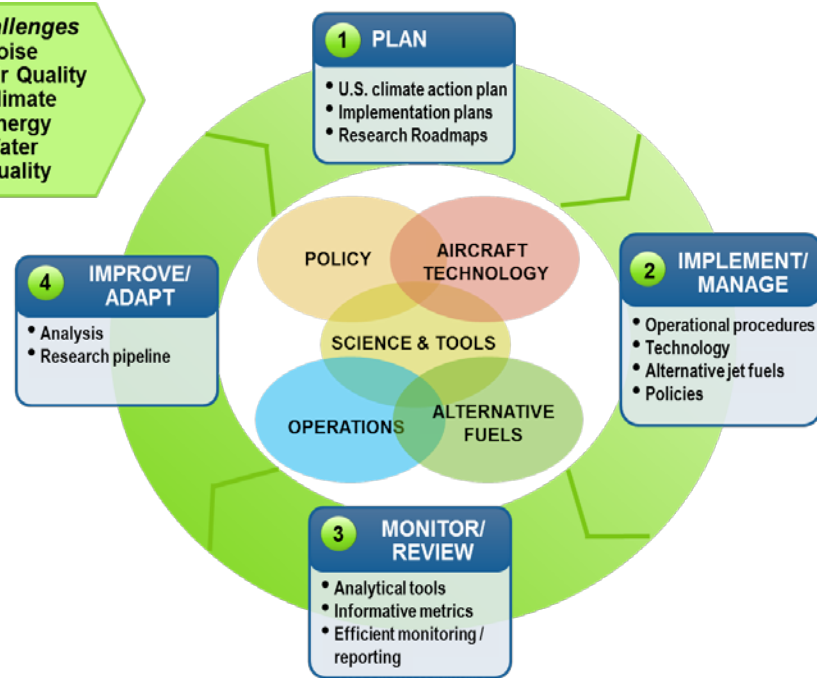 allenges
oise
r Quality
limate
nergy
ater
uality
1 PLAN
• U.S. climate action plan
• Implementation plans
• Research Roadmaps
2 IMPLEMENT/
MANAGE
• Operational procedures
• Technology
• Alternative jet fuels
• Policies
3 MONITOR/
REVIEW
• Analytical tools
• Informative metrics
• Efficient monitoring /
reporting
4 IMPROVE/
ADAPT
• Analysis
• Research pipeline
POLICY
AIRCRAFT
TECHNOLOGY
SCIENCE & TOOLS
OPERATIONS
ALTERNATIVE
FUELS